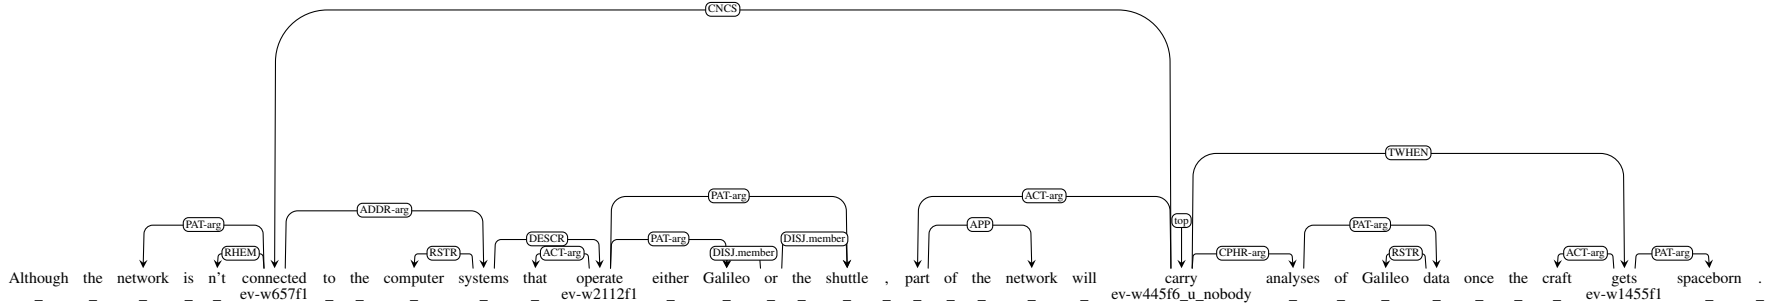 CNCS
TWHEN
PAT-arg ACT-arg
ADDR-arg
PAT-arg APP PAT-arg
DESCR PAT-arg DISJ.member
RHEM RSTR ACT-arg DISJ.member top CPHR-arg RSTR ACT-arg PAT-arg
Although the network is n't connected to the computer systems that operate either Galileo or the shuttle , part of the network will carry analyses of Galileo data once the craft gets spaceborn .
_ _ _ _ _ ev-w657f1 _ _ _ _ _ ev-w2112f1 _ _ _ _ _ _ _ _ _ _ _ ev-w445f6_u_nobody _ _ _ _ _ _ _ ev-w1455f1 _ _